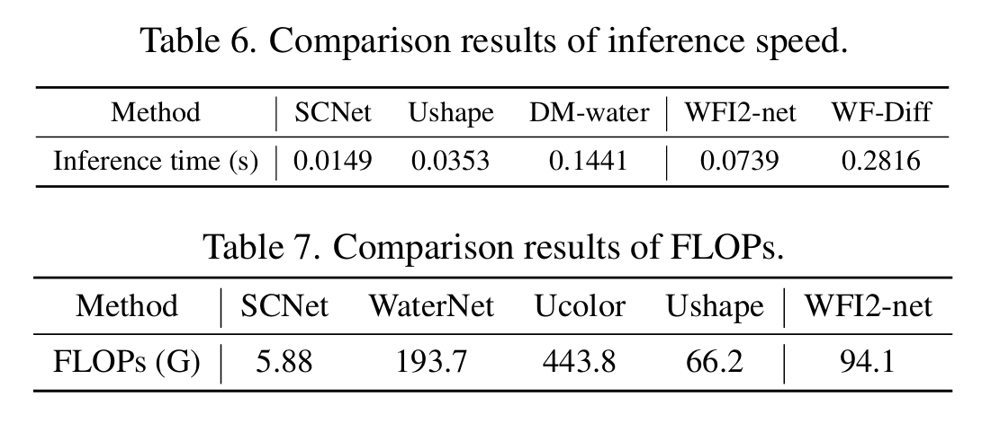 Table 6. Comparison results of inference speed.
Method SCNet Ushape DM-water WFI2-net WF-Diff
Inference time (s) 0.0149 0.0353 0.1441 0.0739 0.2816
Table 7. Comparison results of FLOPs.
Method SCNet WaterNet Ucolor Ushape WFI2-net
FLOPs (G) 5.88 193.7 443.8 66.2 94.1